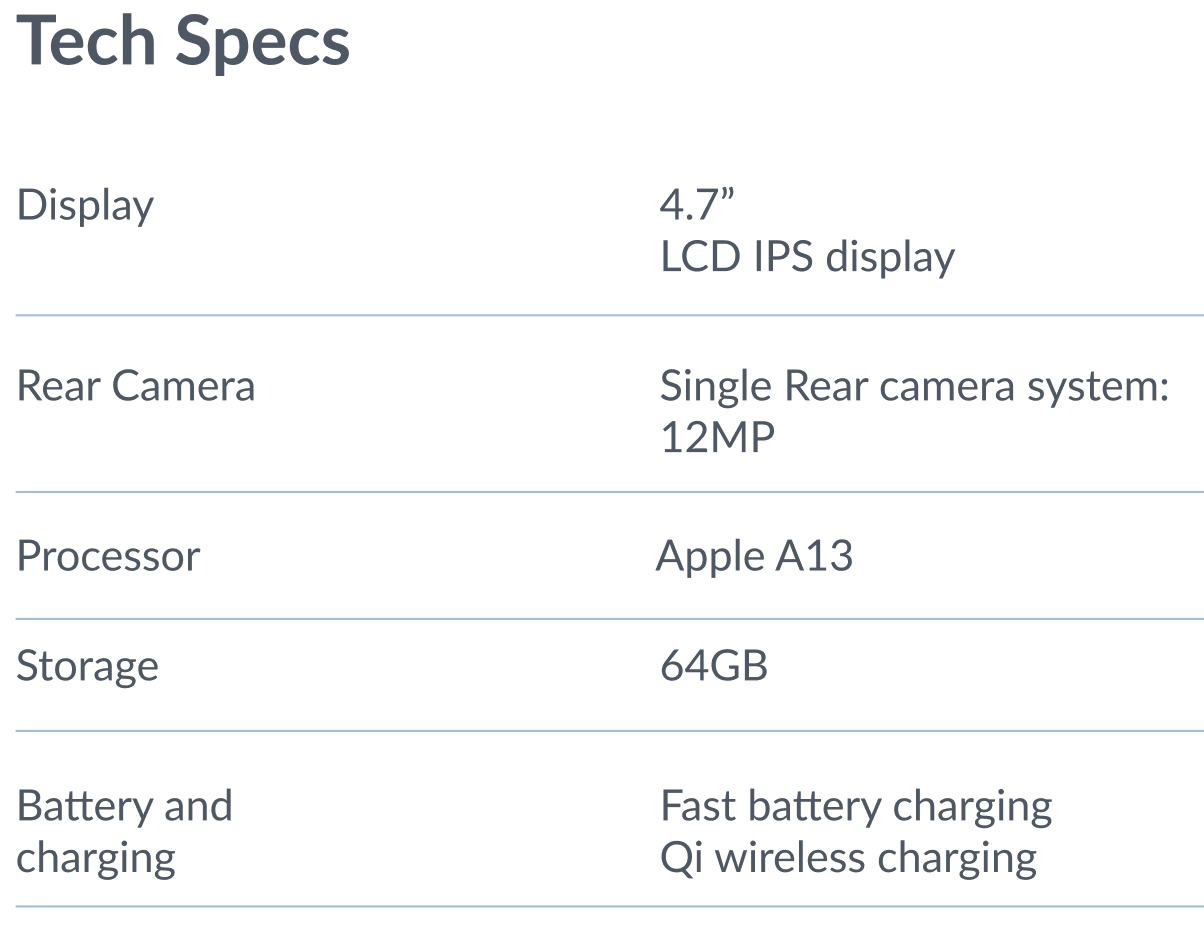 Tech Specs
Display
4.7”
LCD IPS display
Rear Camera
Single Rear camera system:
12MP
Processor
Apple A13
Storage
64GB
Battery and
charging
Fast battery charging
Qi wireless charging